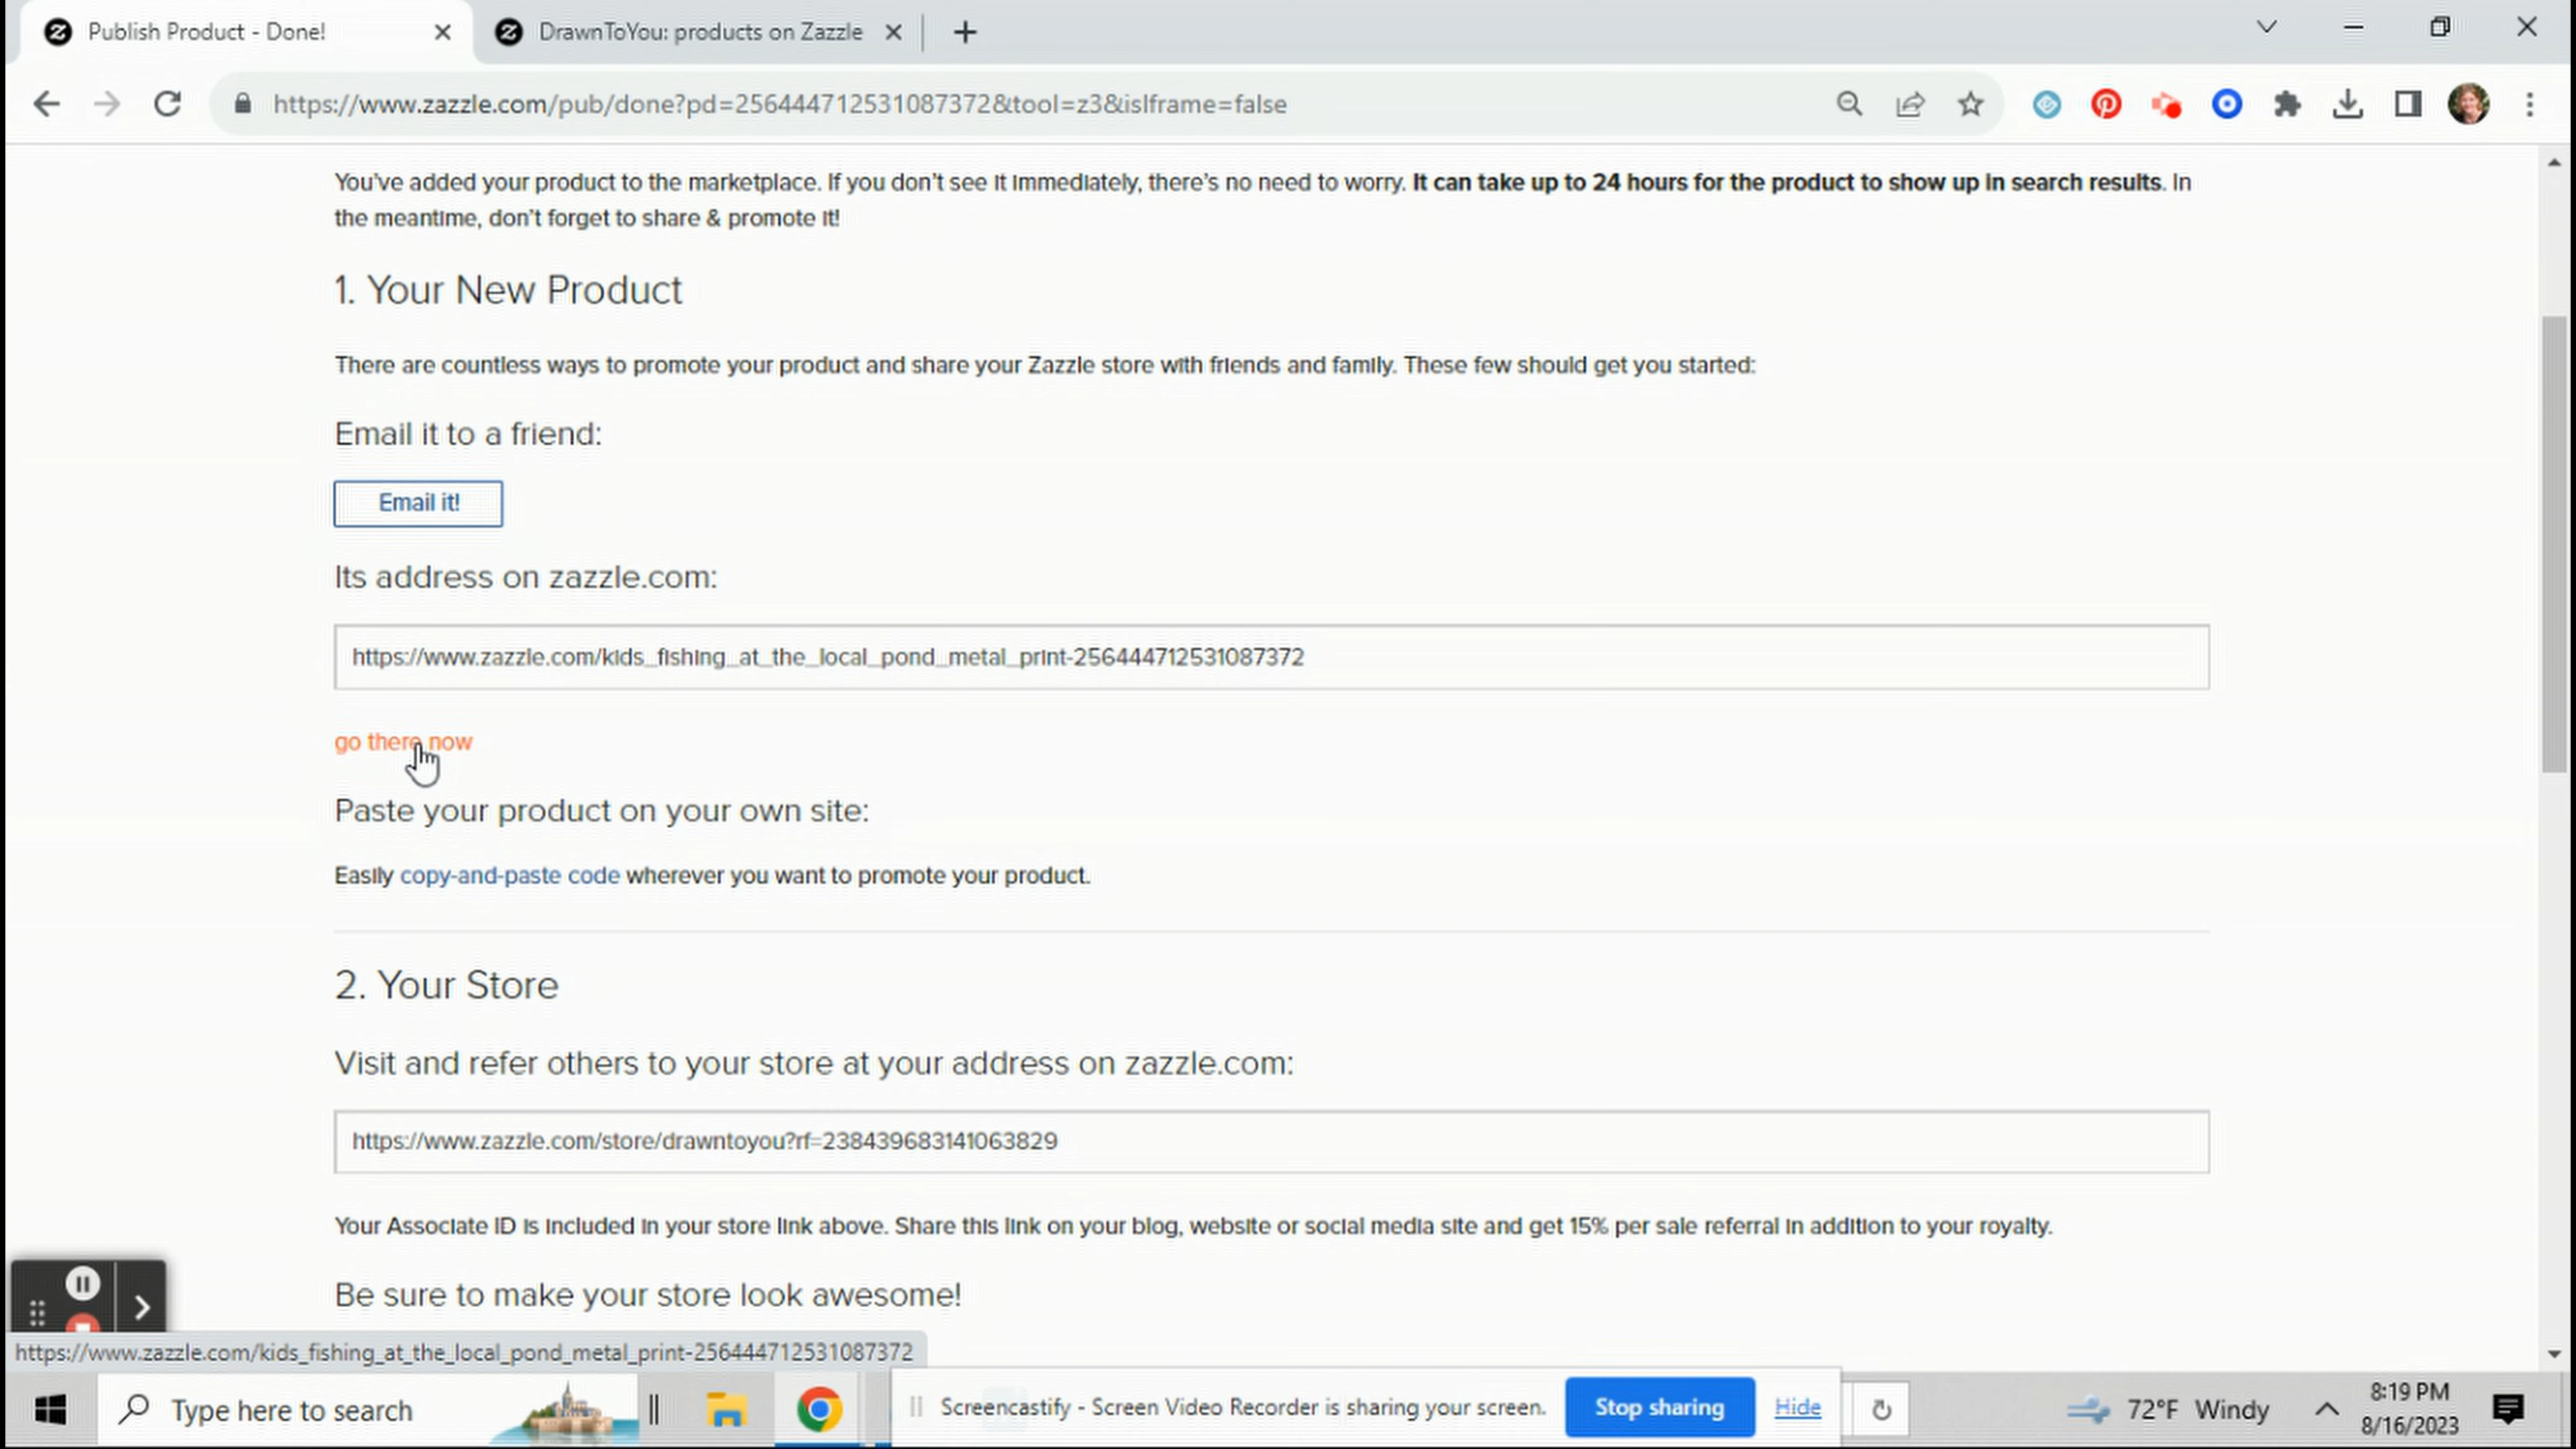 Publish Product - Done!
DrawnToYou: products on Zazzle
https://www.zazzle.com/pub/done?pd=256444712531087372&tool=z3&isIframe=false
You've added your product to the marketplace. If you don't see it immediately, there's no need to worry. It can take up to 24 hours for the product to show up in search results. In
the meantime, don't forget to share & promote it!
1. Your New Product
There are countless ways to promote your product and share your Zazzle store with friends and family. These few should get you started:
Email it to a friend:
Email it!
Its address on zazzle.com:
https://www.zazzle.com/kids_fishing_at_the_local_pond_metal_print-256444712531087372
go there now
Paste your product on your own site:
Easily copy-and-paste code wherever you want to promote your product.
2. Your Store
Visit and refer others to your store at your address on zazzle.com:
https://www.zazzle.com/store/drawntoyou?rf=238439683141063829
Your Associate ID is included in your store link above. Share this link on your blog, website or social media site and get 15% per sale referral in addition to your royalty.
Be sure to make your store look awesome!
https://www.zazzle.com/kids_fishing_at_the_local_pond_metal_print-256444712531087372
Type here to search
Screencastify - Screen Video Recorder is sharing your screen.
Stop sharing
Hide
72°F Windy
8:19 PM
8/16/2023